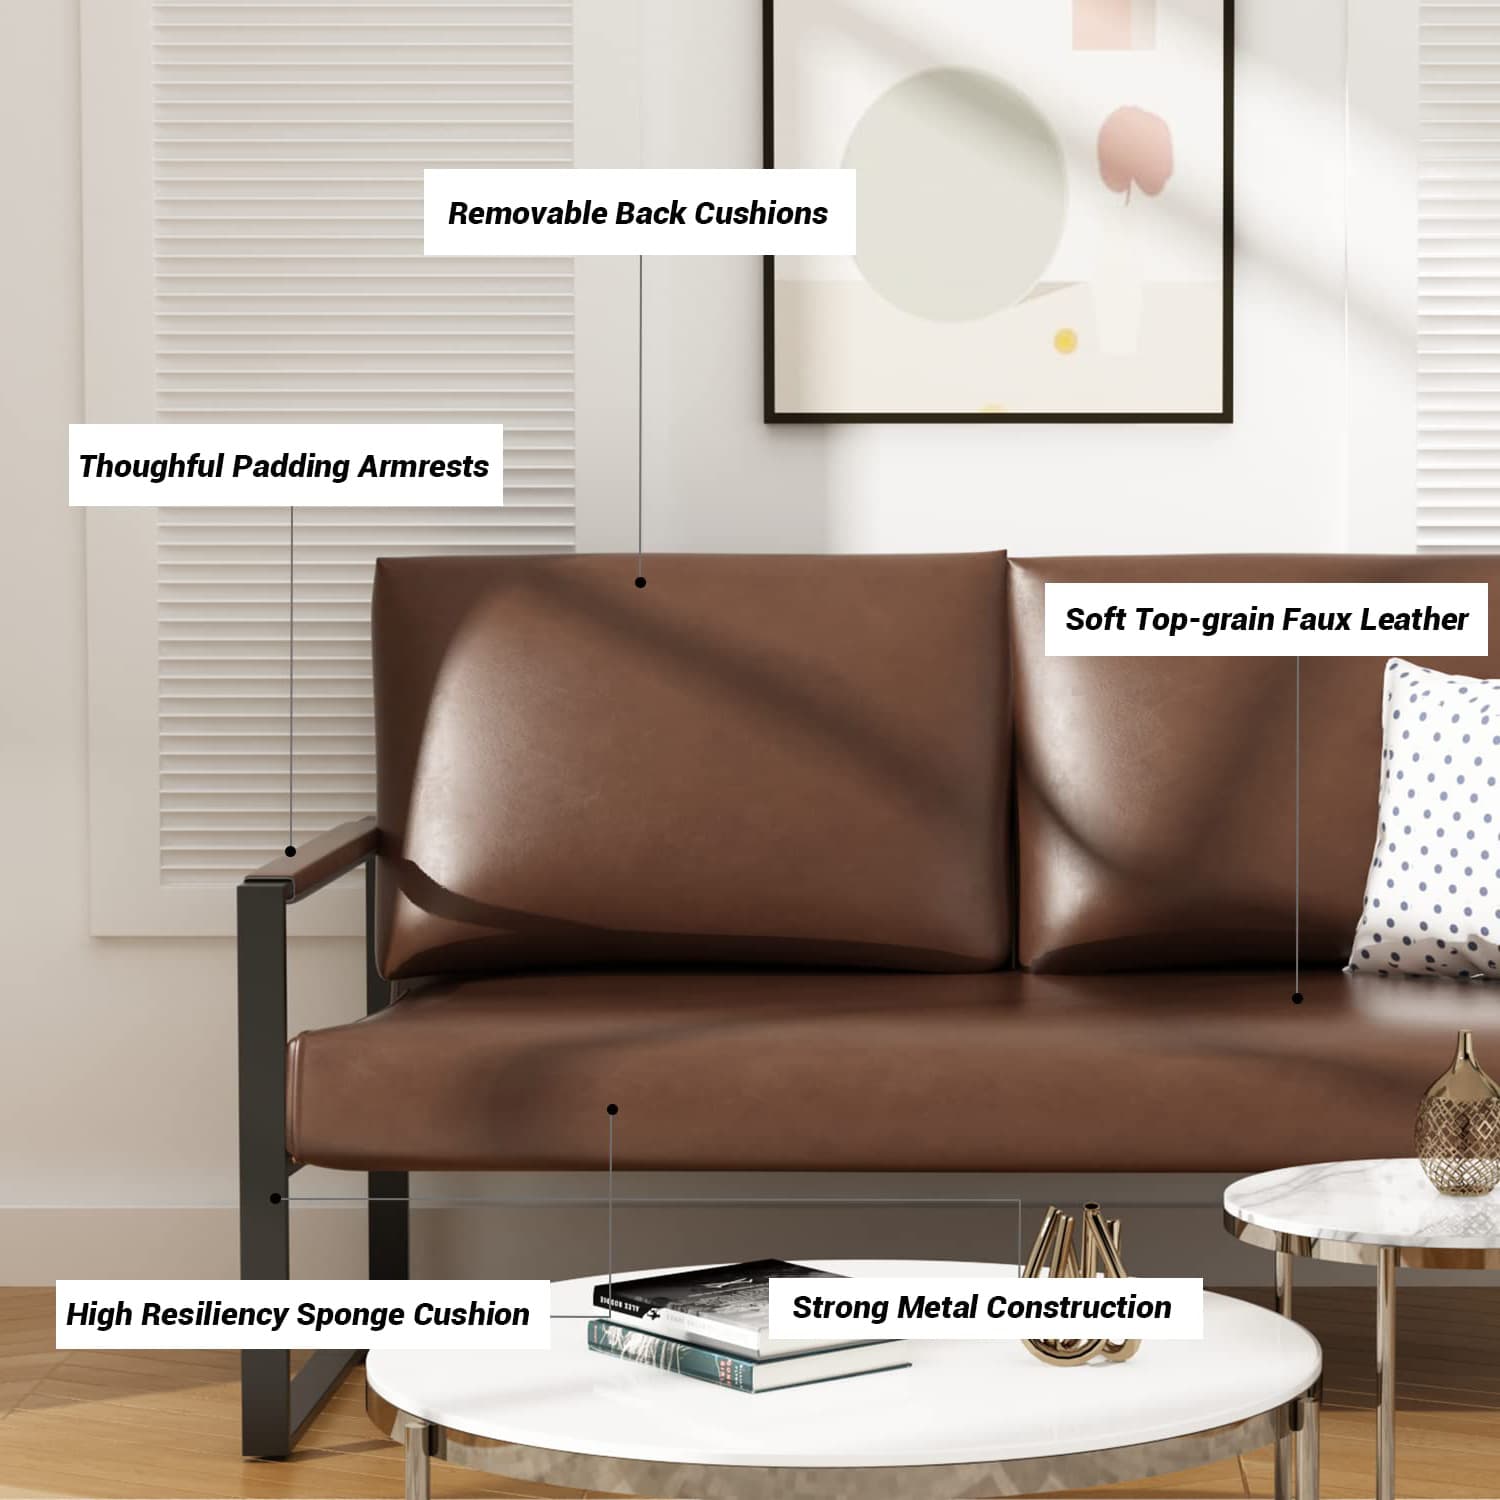 Removable Back Cushions
Thoughful Padding Armrests
Soft Top-grain Faux Leather
High Resiliency Sponge Cushion
Strong Metal Construction